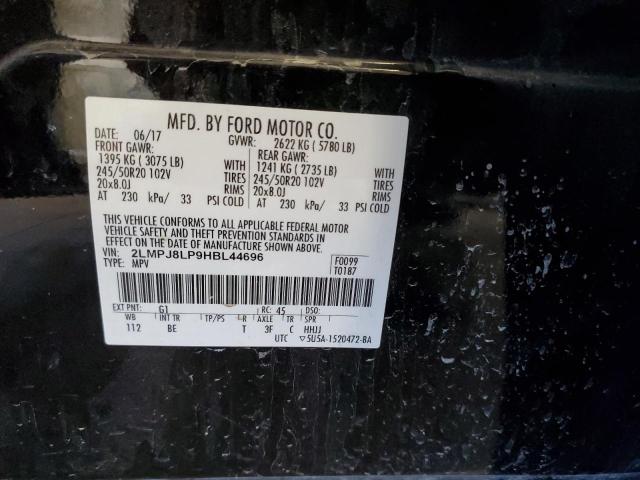 MFD. BY FORD MOTOR CO.
DATE: 06/17 GVWR: 2622 KG ( 5780 LB)
FRONT GAWR: REAR GAWR:
1395 KG ( 3075 LB) WITH 1241 KG ( 2735 LB) WITH
245/50R20 102V TIRES 245/50R20 102V TIRES
20x8.0J RIMS 20x8.0J RIMS
AT 230 kPa/ 33 PSI COLD AT 230 kPa/ 33 PSI COLD
THIS VEHICLE CONFORMS TO ALL APPLICABLE FEDERAL MOTOR
VEHICLE SAFETY AND THEFT PREVENTION STANDARDS IN
EFFECT ON THE DATE OF MANUFACTURE SHOWN ABOVE.
VIN: 2LMPJ8LP9HBL44696 F0099
TYPE: MPV T0187
EXT PNT: G1 RC: 45 DSO:
WB INT TR TP/PS R AXLE TR SPR
112 BE T 3F C HHJJ
UTC ▽5U5A-1520472-BA